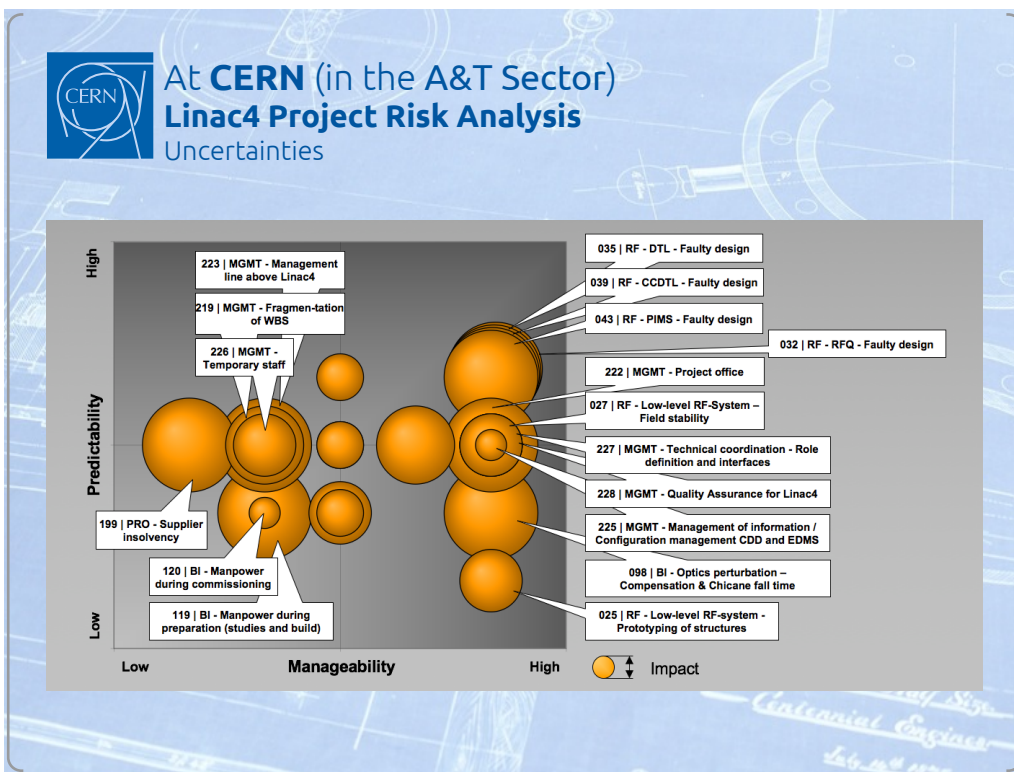 CERN
At CERN (in the A&T Sector)
Linac4 Project Risk Analysis
Uncertainties
High
Predictability
Low
223 | MGMT - Management
line above Linac4
219 | MGMT - Fragmen-tation
of WBS
226 | MGMT -
Temporary staff
199 | PRO - Supplier
insolvency
120 | BI - Manpower
during commissioning
119 | BI - Manpower during
preparation (studies and build)
035 | RF - DTL - Faulty design
039 | RF - CCDTL - Faulty design
043 | RF - PIMS - Faulty design
032 | RF - RFQ - Faulty design
222 | MGMT - Project office
027 | RF - Low-level RF-System –
Field stability
227 | MGMT - Technical coordination - Role
definition and interfaces
228 | MGMT - Quality Assurance for Linac4
225 | MGMT - Management of information /
Configuration management CDD and EDMS
098 | BI - Optics perturbation –
Compensation & Chicane fall time
025 | RF - Low-level RF-system -
Prototyping of structures
Low
Manageability
High
Impact
Size
Centennial Engine